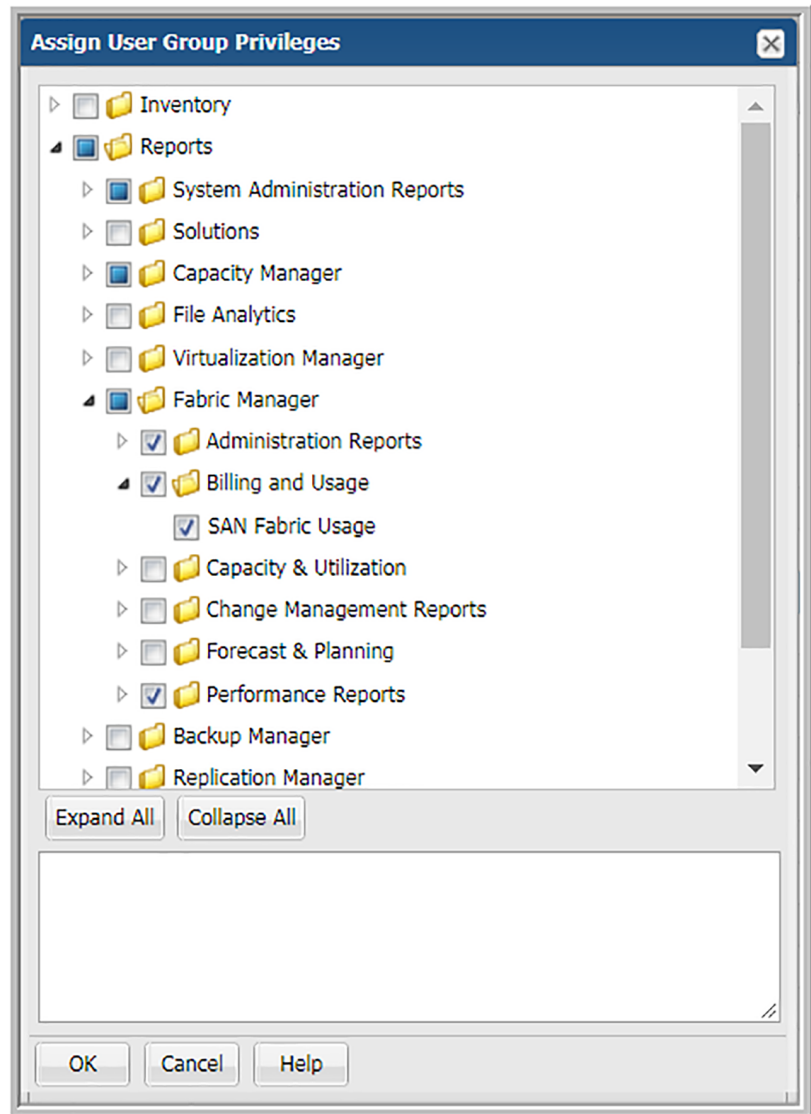 Assign User Group Privileges
Inventory
Reports
System Administration Reports
Solutions
Capacity Manager
File Analytics
Virtualization Manager
Fabric Manager
Administration Reports
Billing and Usage
SAN Fabric Usage
Capacity & Utilization
Change Management Reports
Forecast & Planning
Performance Reports
Backup Manager
Replication Manager
Expand All Collapse All
OK Cancel Help